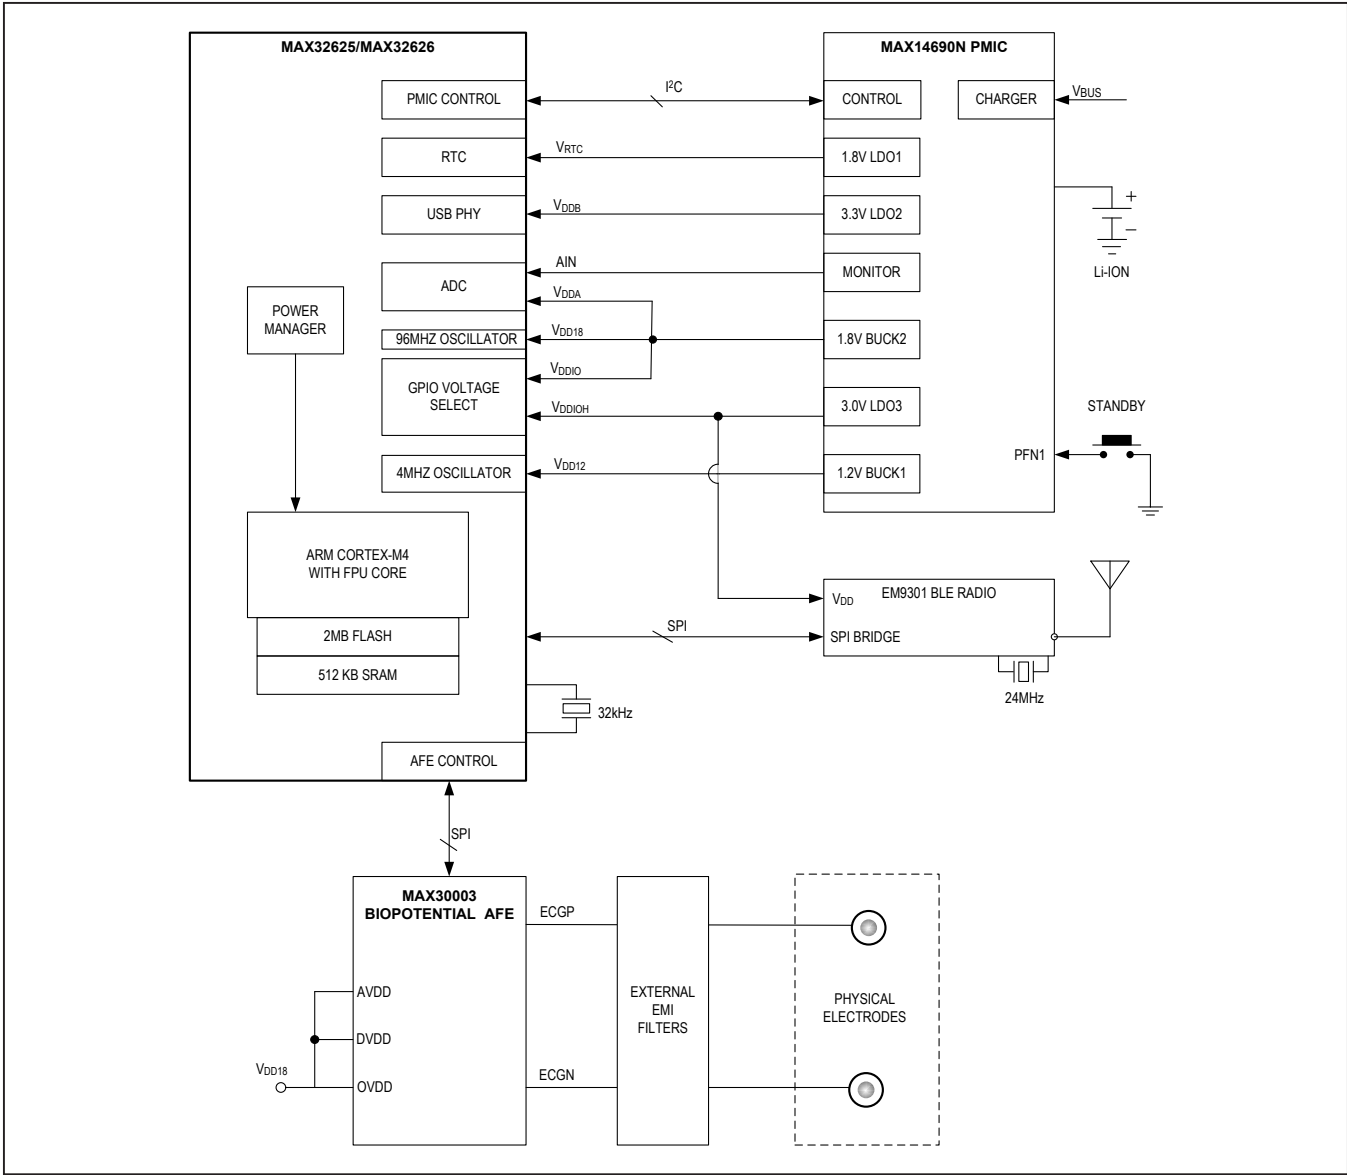 MAX32625/MAX32626
MAX14690N PMIC
PMIC CONTROL
I²C
CONTROL
CHARGER
VBUS
RTC
VRTC
1.8V LDO1
USB PHY
VDDB
3.3V LDO2
+
−
Li-ION
ADC
AIN
MONITOR
VDDA
POWER
MANAGER
96MHZ OSCILLATOR
VDD18
1.8V BUCK2
VDDIO
GPIO VOLTAGE
SELECT
VDDIOH
3.0V LDO3
STANDBY
PFN1
4MHZ OSCILLATOR
VDD12
1.2V BUCK1
ARM CORTEX-M4
WITH FPU CORE
2MB FLASH
512 KB SRAM
EM9301 BLE RADIO
VDD
SPI
SPI BRIDGE
24MHz
32kHz
AFE CONTROL
SPI
MAX30003
BIOPOTENTIAL AFE
ECGP
AVDD
DVDD
OVDD
VDD18
ECGN
EXTERNAL
EMI
FILTERS
PHYSICAL
ELECTRODES